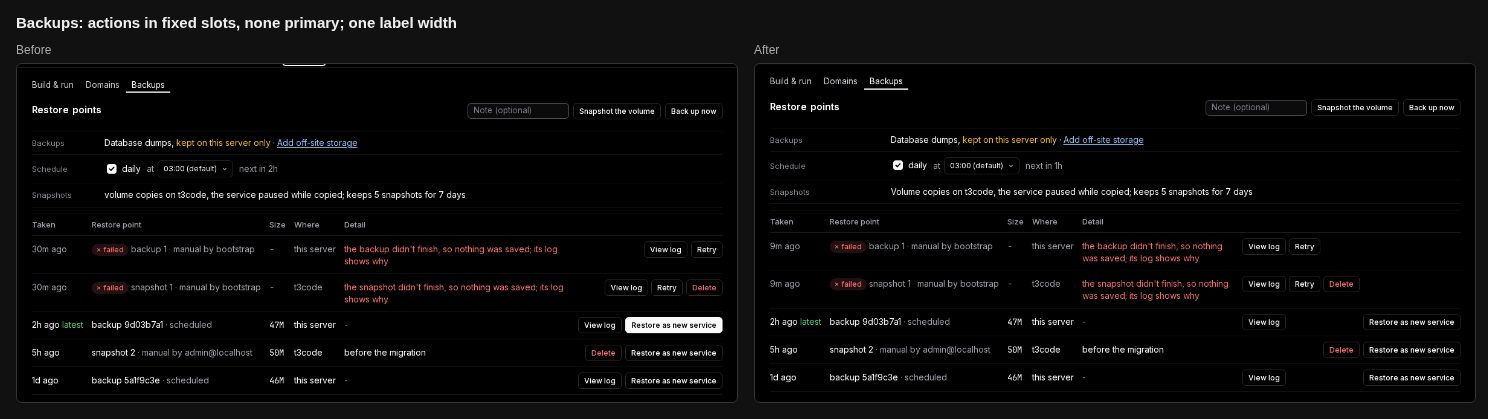 Backups: actions in fixed slots, none primary; one label width
Before
Build & run Domains Backups
Restore points Note (optional) Snapshot the volume Back up now
Backups Database dumps, kept on this server only · Add off-site storage
Schedule daily at 03:00 (default) next in 2h
Snapshots volume copies on t3code, the service paused while copied; keeps 5 snapshots for 7 days
Taken Restore point Size Where Detail
30m ago × failed backup 1 · manual by bootstrap - this server the backup didn't finish, so nothing was saved; its log View log Retry
shows why
30m ago × failed snapshot 1 · manual by bootstrap - t3code the snapshot didn't finish, so nothing was saved; its log View log Retry Delete
shows why
2h ago latest backup 9d03b7a1 · scheduled 47M this server - View log Restore as new service
5h ago snapshot 2 · manual by admin@localhost 50M t3code before the migration Delete Restore as new service
1d ago backup 5a1f9c3e · scheduled 46M this server - View log Restore as new service
After
Build & run Domains Backups
Restore points Note (optional) Snapshot the volume Back up now
Backups Database dumps, kept on this server only · Add off-site storage
Schedule daily at 03:00 (default) next in 1h
Snapshots Volume copies on t3code, the service paused while copied; keeps 5 snapshots for 7 days
Taken Restore point Size Where Detail
9m ago × failed backup 1 · manual by bootstrap - this server the backup didn't finish, so nothing View log Retry
was saved; its log shows why
9m ago × failed snapshot 1 · manual by bootstrap - t3code the snapshot didn't finish, so nothing View log Retry Delete
was saved; its log shows why
2h ago latest backup 9d03b7a1 · scheduled 47M this server - View log Restore as new service
5h ago snapshot 2 · manual by admin@localhost 50M t3code before the migration Delete Restore as new service
1d ago backup 5a1f9c3e · scheduled 46M this server - View log Restore as new service